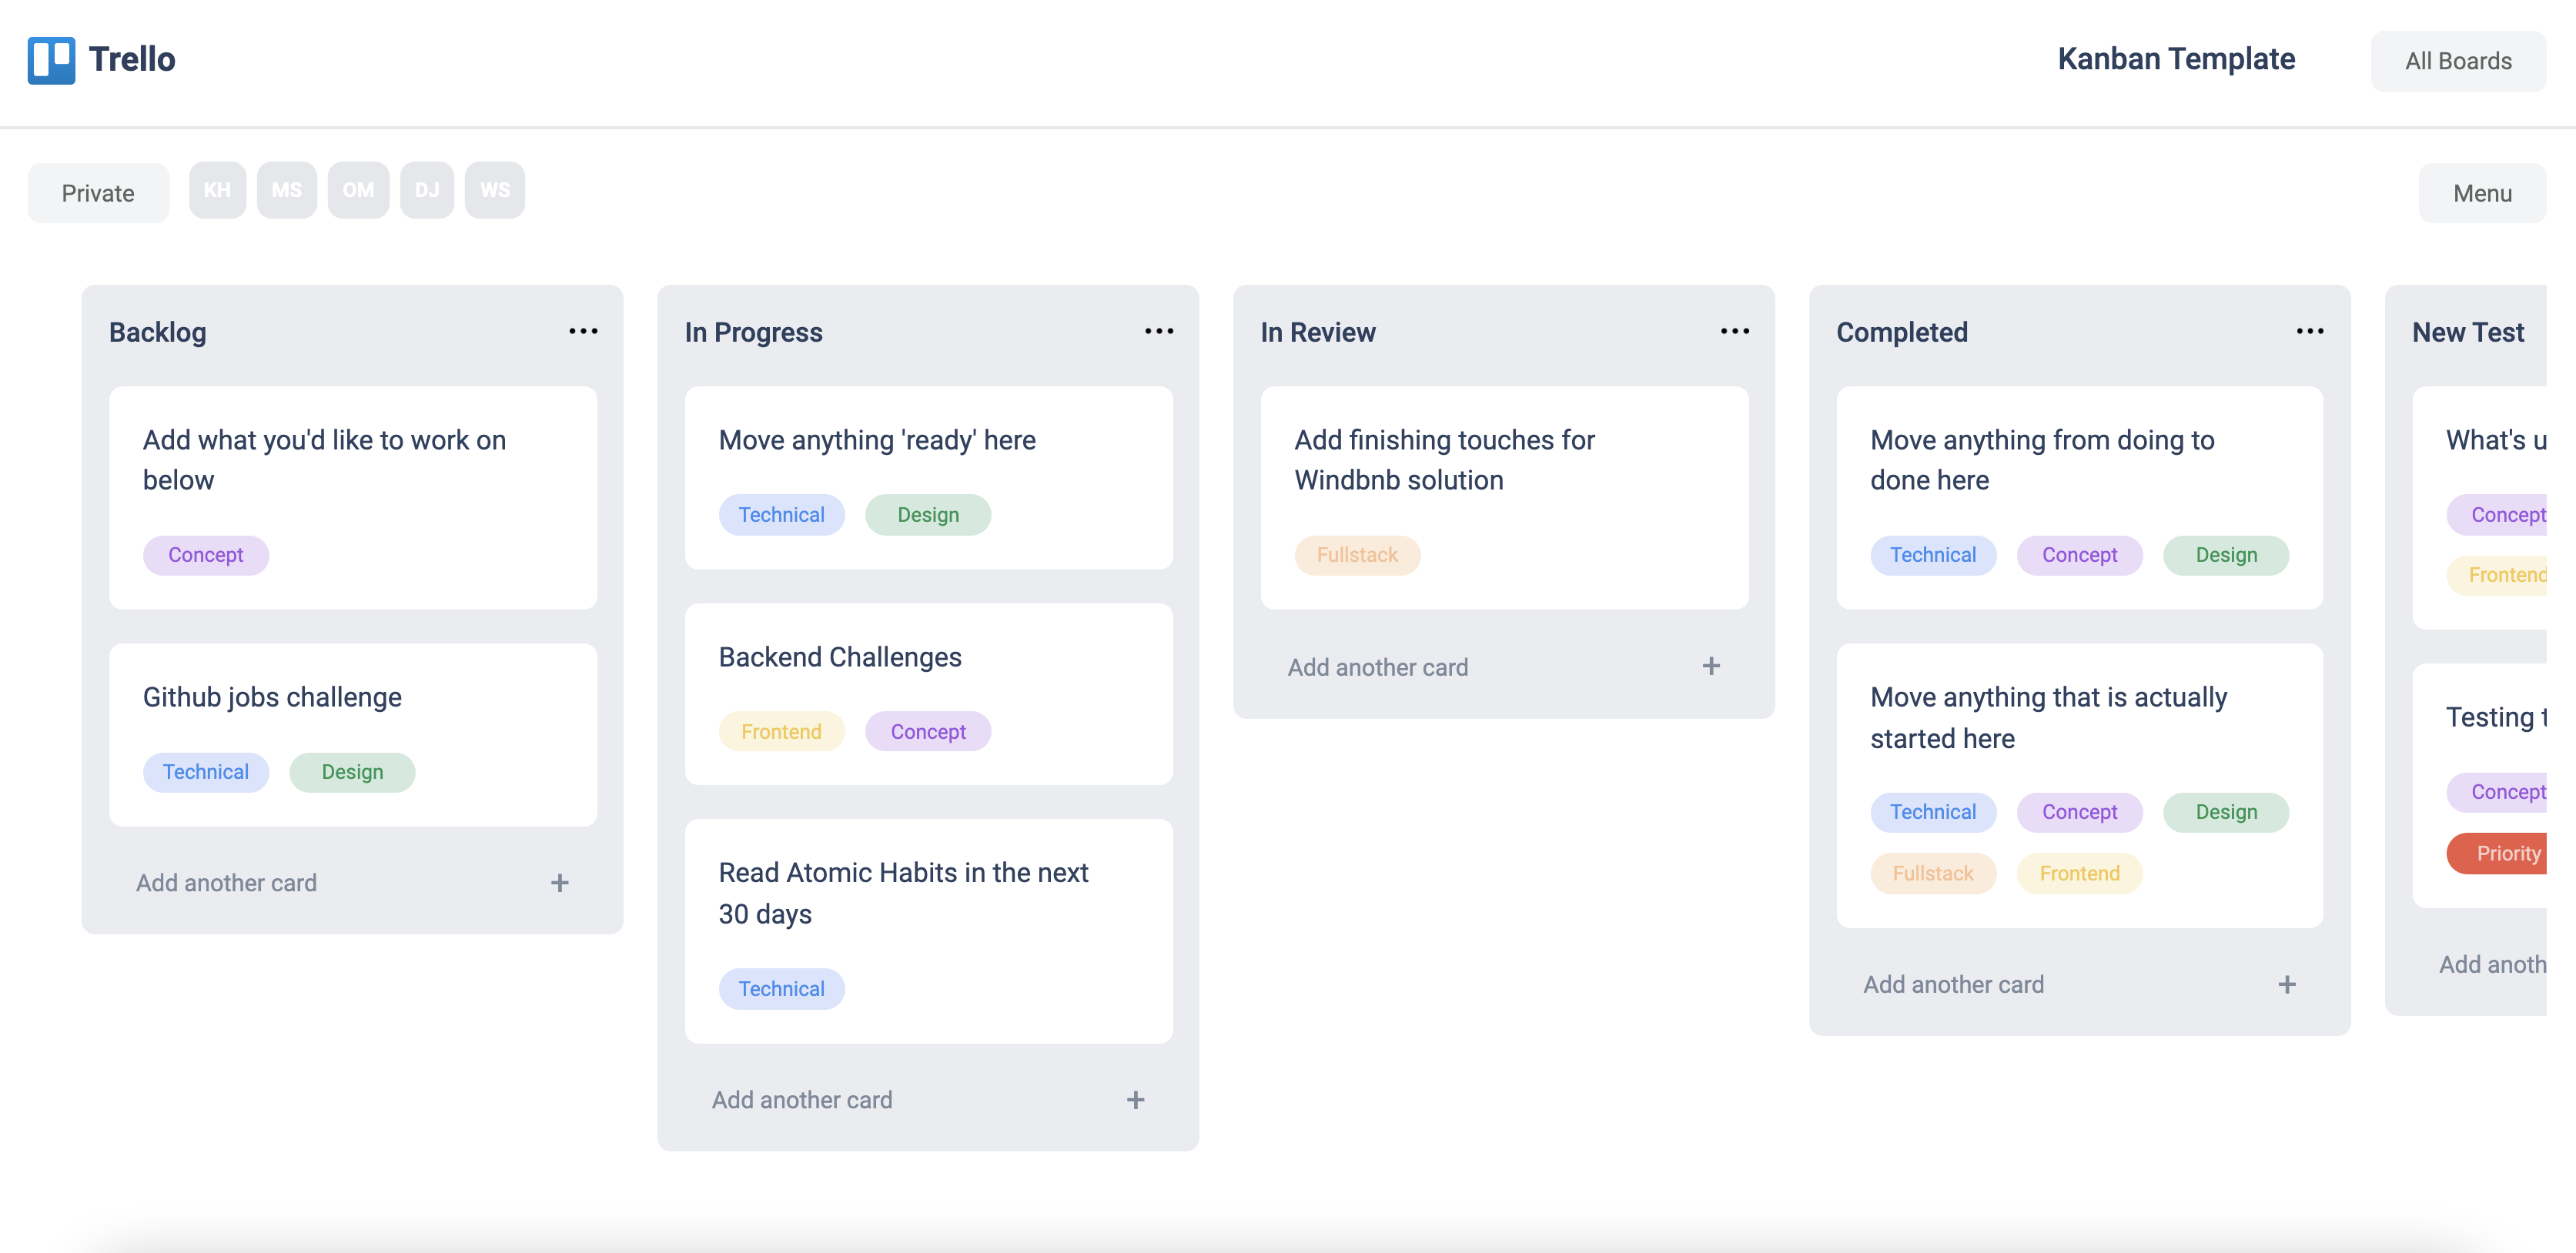 Trello
Kanban Template
All Boards
Private
KH
MS
OM
DJ
WS
Menu
Backlog
Add what you'd like to work on
below
Concept
Github jobs challenge
Technical
Design
Add another card
+
In Progress
Move anything 'ready' here
Technical
Design
Backend Challenges
Frontend
Concept
Read Atomic Habits in the next
30 days
Technical
Add another card
+
In Review
Add finishing touches for
Windbnb solution
Fullstack
Add another card
+
Completed
Move anything from doing to
done here
Technical
Concept
Design
Move anything that is actually
started here
Technical
Concept
Design
Fullstack
Frontend
Add another card
+
New Test
What's
Concept
Frontend
Testing
Concept
Priority
Add